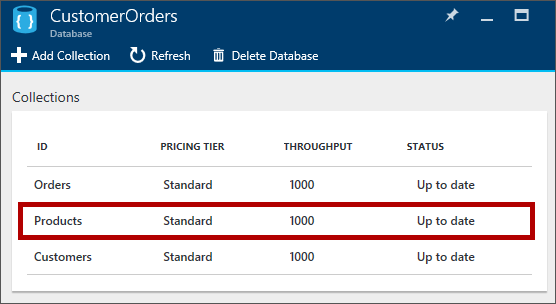 CustomerOrders
Database
Add Collection Refresh Delete Database
Collections
ID PRICING TIER THROUGHPUT STATUS
Orders Standard 1000 Up to date
Products Standard 1000 Up to date
Customers Standard 1000 Up to date